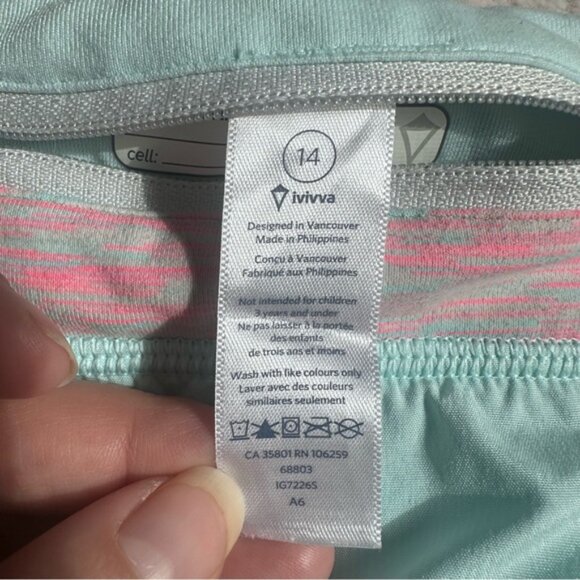 cell:
14
ivivva
Designed in Vancouver
Made in Philippines
Conçu à Vancouver
Fabriqué aux Philippines
Not intended for children
3 years and under
Ne pas laisser à la portée
des enfants
de trois ans et moins
Wash with like colours only
Laver avec des couleurs
similaires seulement
CA 35801 RN 106259
68803
IG7226S
A6